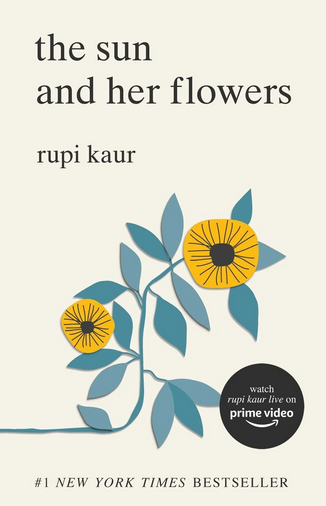 the sun
and her flowers
rupi kaur
watch
rupi kaur live on
prime video
#1 NEW YORK TIMES BESTSELLER